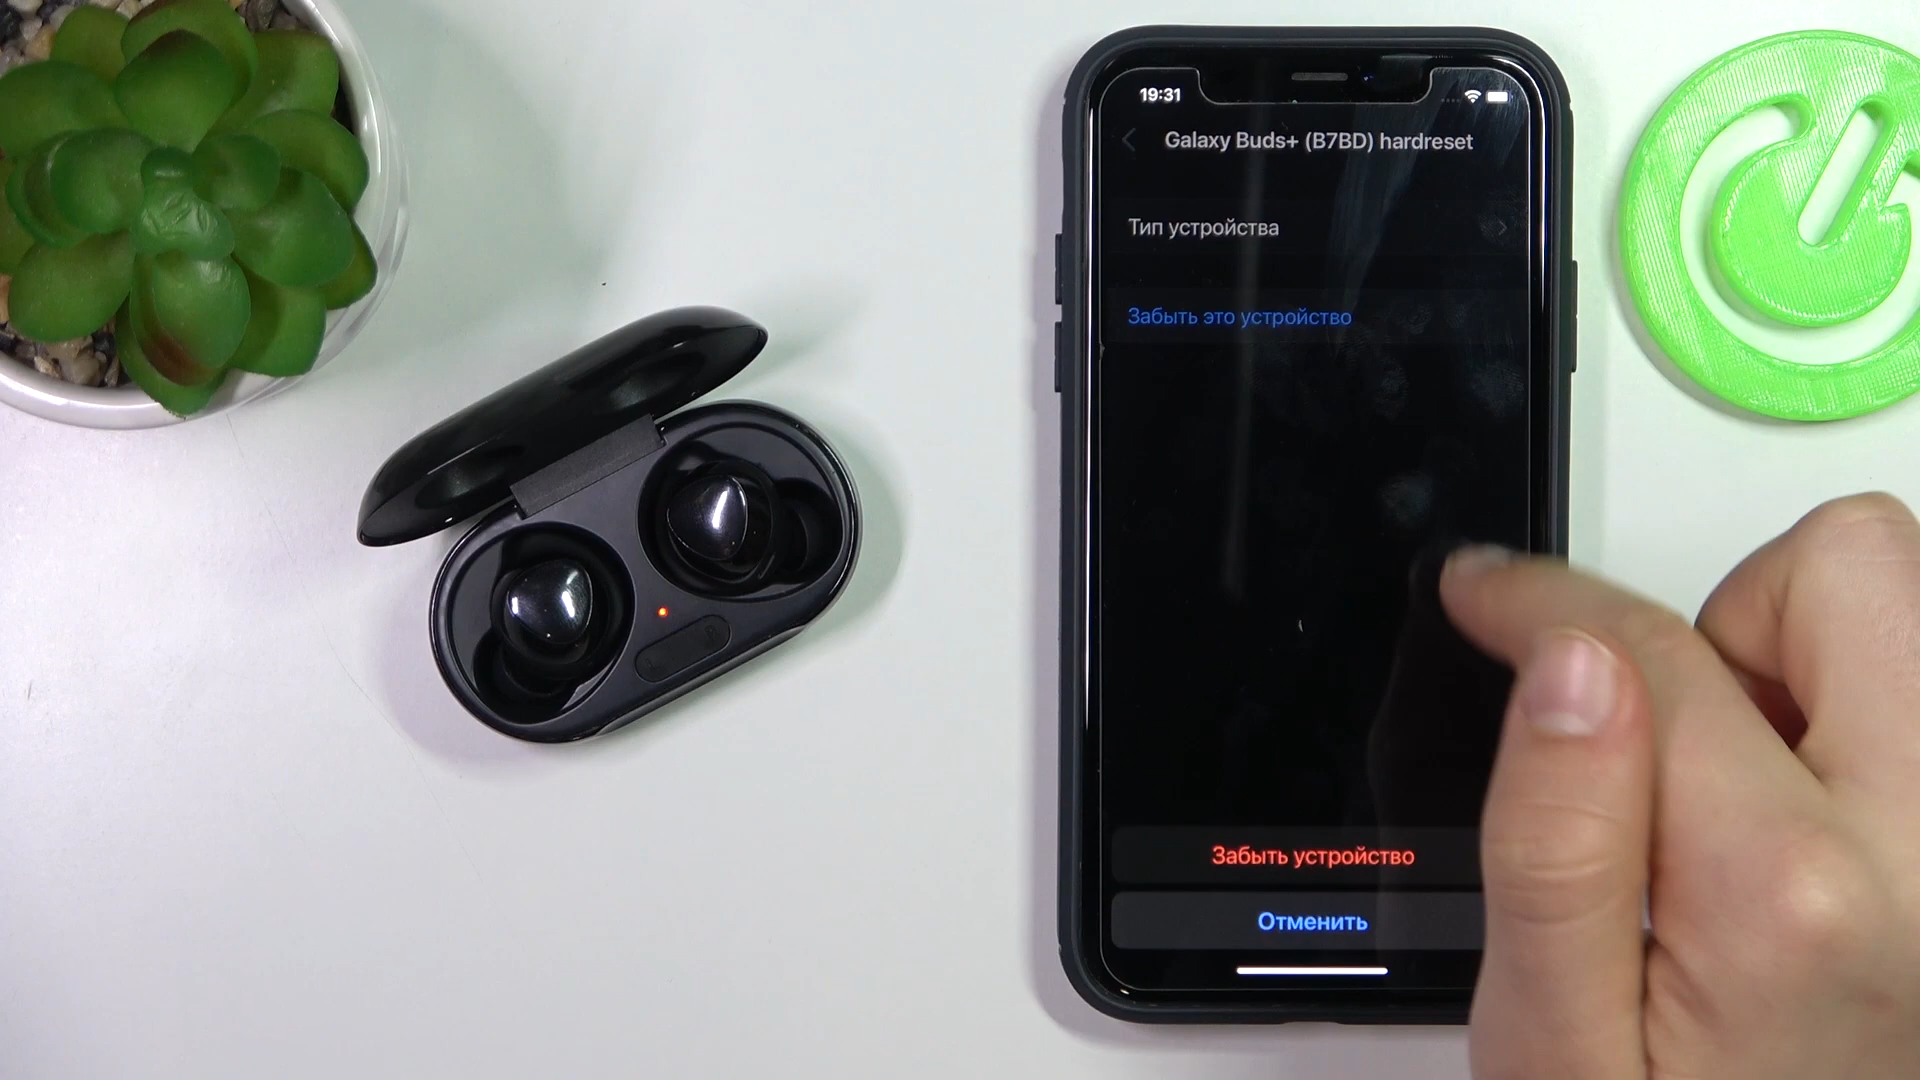 19:31
Galaxy Buds+ (B7BD) hardreset
Тип устройства
Забыть это устройство
Забыть устройство
Отменить